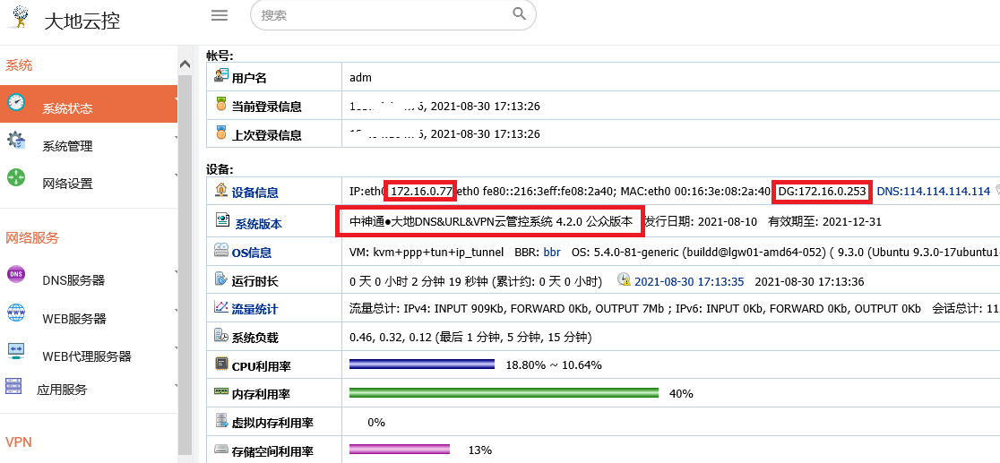 大地云控
搜索
系统
系统状态
系统管理
网络设置
网络服务
DNS服务器
WEB服务器
WEB代理服务器
应用服务
VPN
帐号:
用户名 adm
当前登录信息 5, 2021-08-30 17:13:26
上次登录信息 5, 2021-08-30 17:13:26
设备:
设备信息 IP:eth0 172.16.0.77 eth0 fe80::216:3eff:fe08:2a40; MAC:eth0 00:16:3e:08:2a:40 DG:172.16.0.253 DNS:114.114.114.114
系统版本 中神通●大地DNS&URL&VPN云管控系统 4.2.0 公众版本 发行日期: 2021-08-10 有效期至: 2021-12-31
OS信息 VM: kvm+ppp+tun+ip_tunnel BBR: bbr OS: 5.4.0-81-generic (buildd@lgw01-amd64-052) ( 9.3.0 (Ubuntu 9.3.0-17ubuntu1
运行时长 0 天 0 小时 2 分钟 19 秒钟 (累计约: 0 天 0 小时) 2021-08-30 17:13:35 2021-08-30 17:13:36
流量统计 流量总计: IPv4: INPUT 909Kb, FORWARD 0Kb, OUTPUT 7Mb ; IPv6: INPUT 0Kb, FORWARD 0Kb, OUTPUT 0Kb 会话总计: 11
系统负载 0.46, 0.32, 0.12 (最后 1 分钟, 5 分钟, 15 分钟)
CPU利用率 18.80% ~ 10.64%
内存利用率 40%
虚拟内存利用率 0%
存储空间利用率 13%